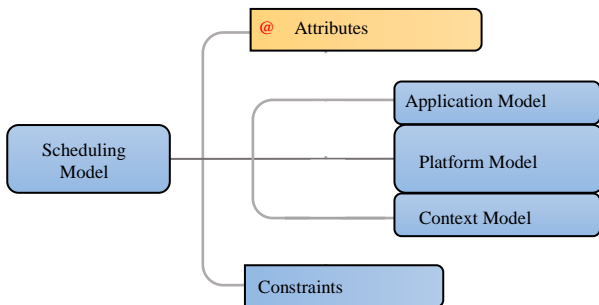 @ Attributes
Application Model
Scheduling
Model
Platform Model
Context Model
Constraints